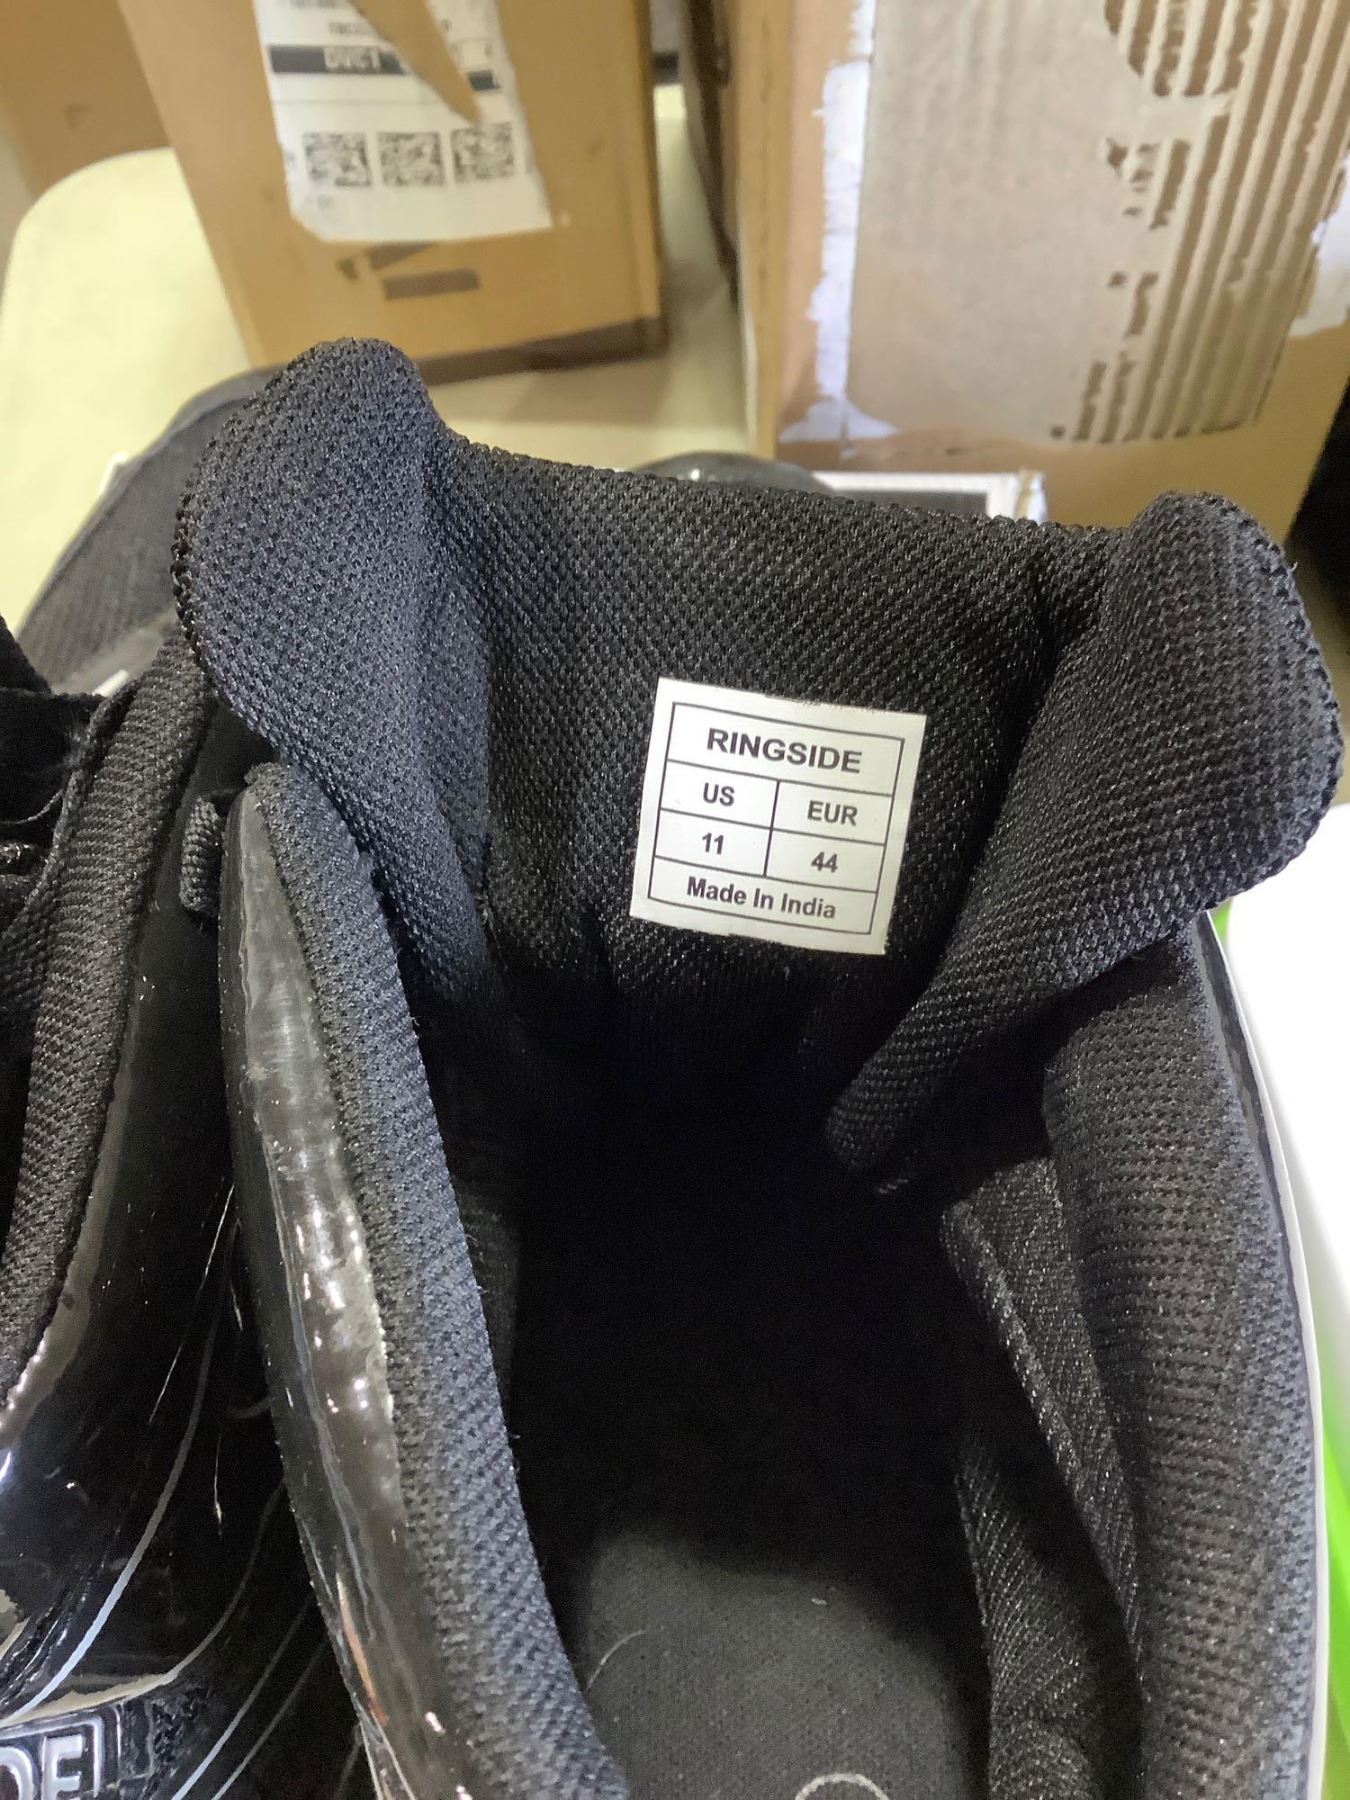 RINGSIDE
US EUR
11 44
Made In India